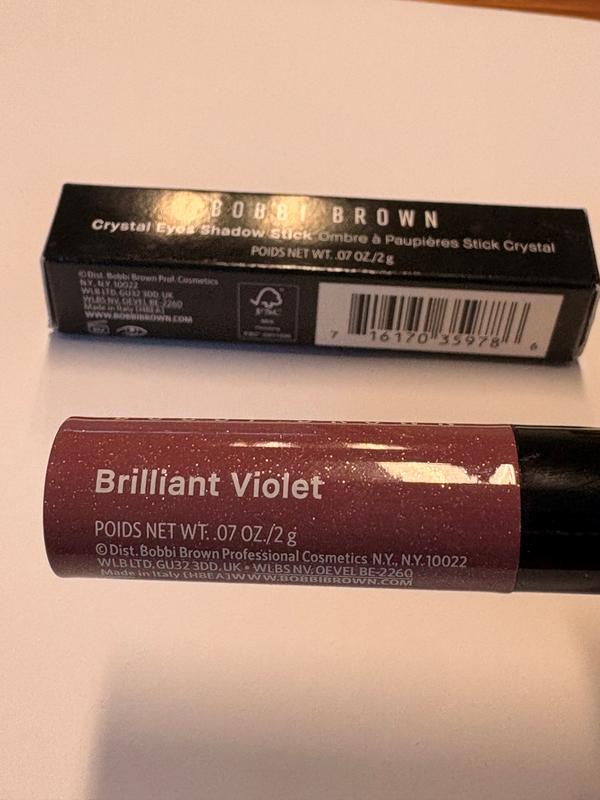 BOBBI BROWN
Crystal Eyes Shadow Stick Ombre à Paupières Stick Crystal
POIDS NET WT. .07 OZ./2 g
©Dist. Bobbi Brown Prof. Cosmetics
N.Y., N.Y. 10022
WLB LTD, GU32 3DD, UK
WLBS NV, OEVEL BE-2260
Made in Italy [HBEA]
WWW.BOBBIBROWN.COM
FSC
7 16170 35978 6
Brilliant Violet
POIDS NET WT. .07 OZ./2 g
©Dist. Bobbi Brown Professional Cosmetics N.Y., N.Y.10022
WLB LTD.GU32 3DD, UK • WLBS NV, OEVEL BE-2260
Made in Italy [HBEA]WWW.BOBBIBROWN.COM